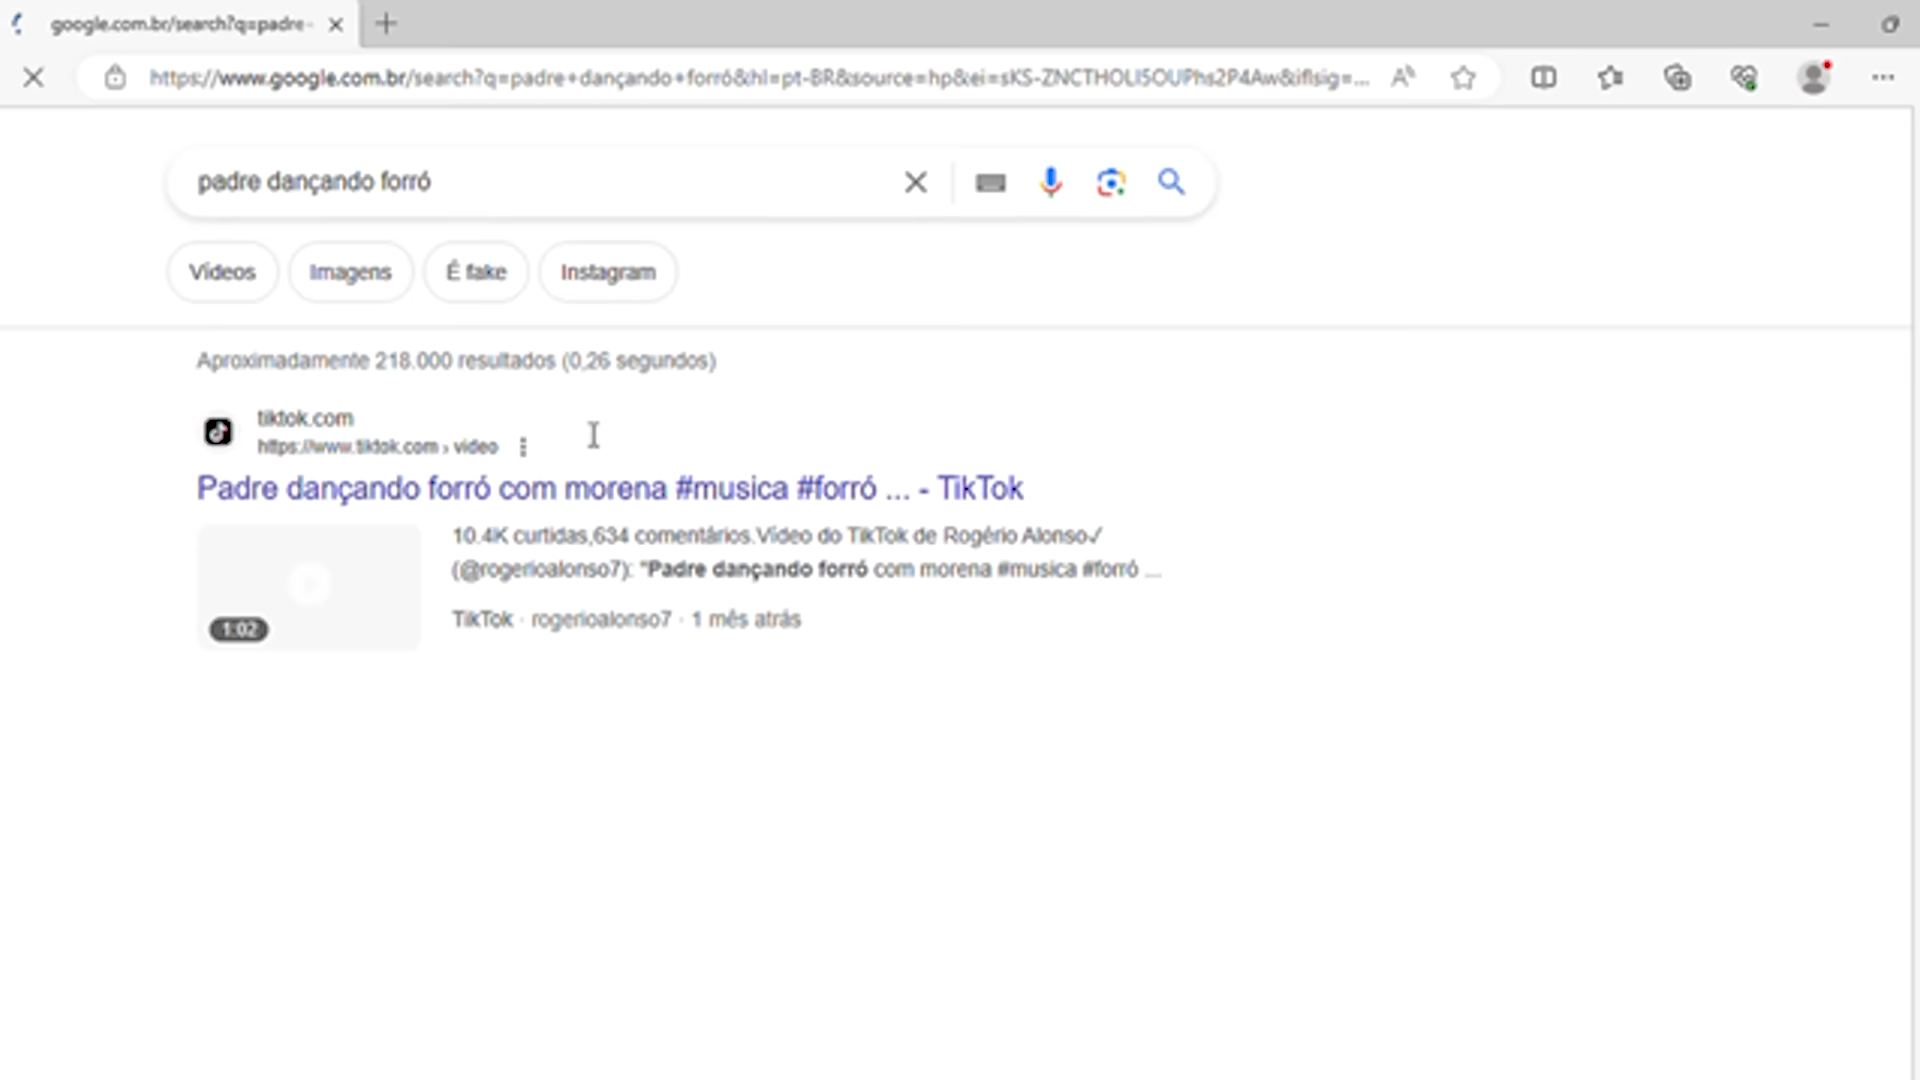 google.com.br/search?q=padre-
https://www.google.com.br/search?q=padre+dançando+forró&hl=pt-BR&source=hp&ei=sKS-ZNCTHOLI5OUPhs2P4Aw&iflsig=...
padre dançando forró
Vídeos
Imagens
É fake
Instagram
Aproximadamente 218.000 resultados (0,26 segundos)
tiktok.com
https://www.tiktok.com › video
Padre dançando forró com morena #musica #forró ... - TikTok
10.4K curtidas,634 comentários.Vídeo do TikTok de Rogério Alonso✓
(@rogerioalonso7): "Padre dançando forró com morena #musica #forró ...
1:02
TikTok · rogerioalonso7 · 1 mês atrás